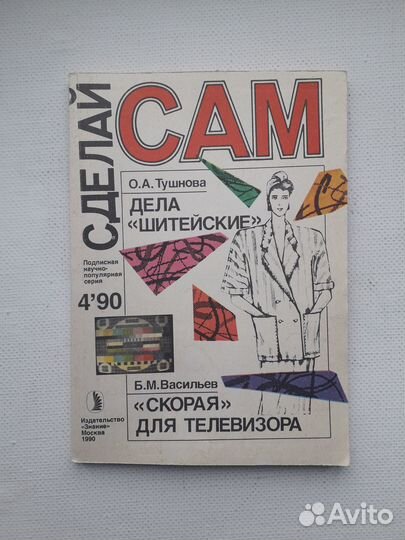 СДЕЛАЙ
САМ
О.А. Тушнова
ДЕЛА
«ШИТЕЙСКИЕ»
Подписная
научно-
популярная
серия
4'90
Б.М. Васильев
«СКОРАЯ»
ДЛЯ ТЕЛЕВИЗОРА
Издательство
«Знание»
Москва
1990
Avito